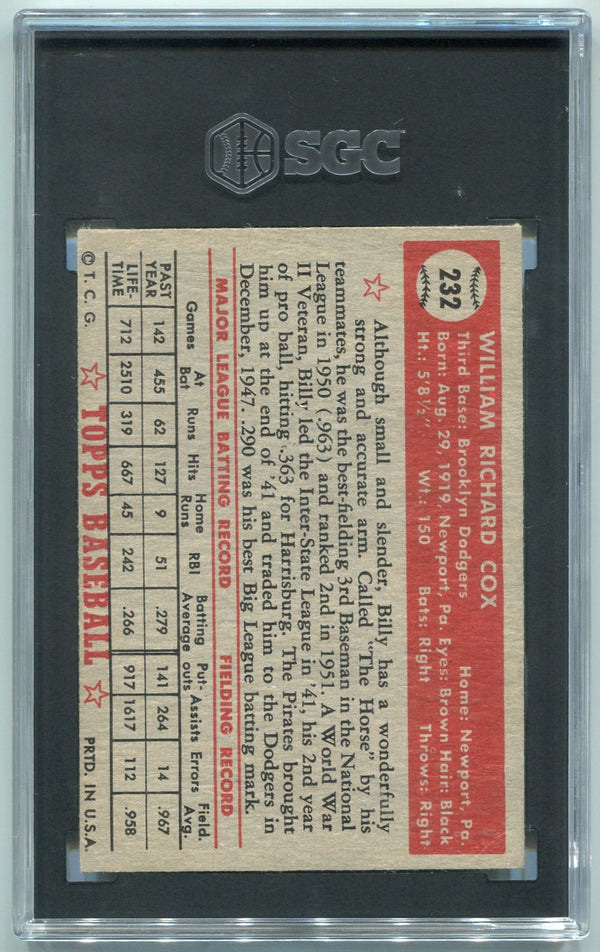 SGC
232
WILLIAM RICHARD COX
Third Base: Brooklyn Dodgers Home: Newport, Pa.
Born: Aug. 29, 1919, Newport, Pa. Eyes: Brown Hair: Black
Ht.: 5'8½" Wt.: 150 Bats: Right Throws: Right
Although small and slender, Billy has a wonderfully
strong and accurate arm. Called "The Horse" by his
teammates, he was the best-fielding 3rd Baseman in the National
League in 1950 (.963) and ranked 2nd in 1951. A World War
II Veteran, Billy led the Inter-State League in '41, his 2nd year
of pro ball, hitting .363 for Harrisburg. The Pirates brought
him up at the end of '41 and traded him to the Dodgers in
December, 1947. .290 was his best Big League batting mark.
MAJOR LEAGUE BATTING RECORD FIELDING RECORD
Games At Bat Runs Hits Home Runs RBI Batting Average Put-outs Assists Errors Field. Avg.
PAST YEAR 142 455 62 127 9 51 .279 141 264 14 .967
LIFE-TIME 712 2510 319 667 45 242 .266 917 1617 112 .958
© T. C. G. TOPPS BASEBALL PRTD. IN U.S.A.